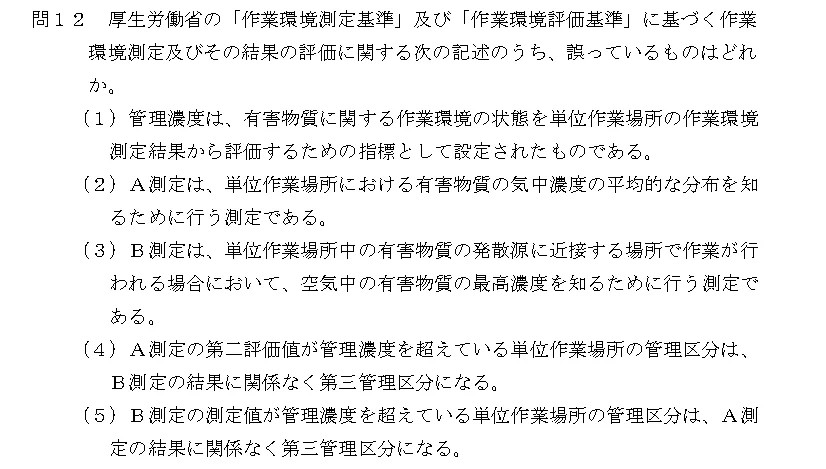 問１２　厚生労働省の「作業環境測定基準」及び「作業環境評価基準」に基づく作業
環境測定及びその結果の評価に関する次の記述のうち、誤っているものはどれ
か。
（１）管理濃度は、有害物質に関する作業環境の状態を単位作業場所の作業環境
測定結果から評価するための指標として設定されたものである。
（２）Ａ測定は、単位作業場所における有害物質の気中濃度の平均的な分布を知
るために行う測定である。
（３）Ｂ測定は、単位作業場所中の有害物質の発散源に近接する場所で作業が行
われる場合において、空気中の有害物質の最高濃度を知るために行う測定で
ある。
（４）Ａ測定の第二評価値が管理濃度を超えている単位作業場所の管理区分は、
Ｂ測定の結果に関係なく第三管理区分になる。
（５）Ｂ測定の測定値が管理濃度を超えている単位作業場所の管理区分は、Ａ測
定の結果に関係なく第三管理区分になる。